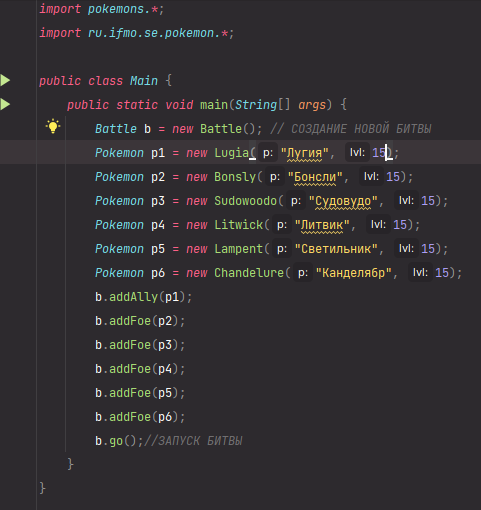 import pokemons.*;
import ru.ifmo.se.pokemon.*;
public class Main {
public static void main(String[] args) {
Battle b = new Battle(); // СОЗДАНИЕ НОВОЙ БИТВЫ
Pokemon p1 = new Lugia( p: "Лугия", lvl: 15);
Pokemon p2 = new Bonsly( p: "Бонсли", lvl: 15);
Pokemon p3 = new Sudowoodo( p: "Судовудо", lvl: 15);
Pokemon p4 = new Litwick( p: "Литвик", lvl: 15);
Pokemon p5 = new Lampent( p: "Светильник", lvl: 15);
Pokemon p6 = new Chandelure( p: "Канделябр", lvl: 15);
b.addAlly(p1);
b.addFoe(p2);
b.addFoe(p3);
b.addFoe(p4);
b.addFoe(p5);
b.addFoe(p6);
b.go();//ЗАПУСК БИТВЫ
}
}